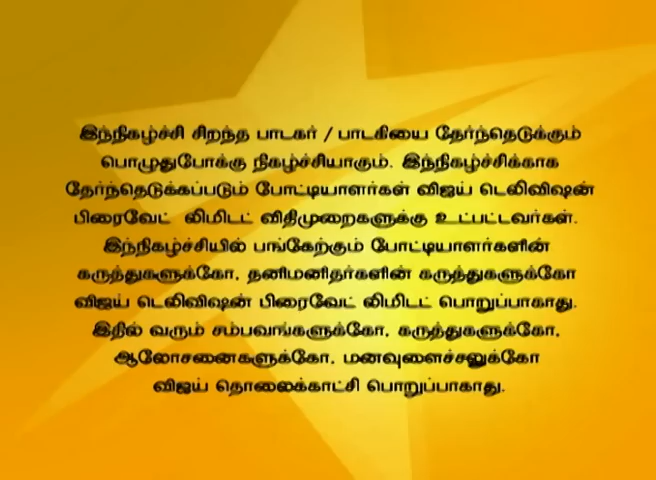 இந்நிகழ்ச்சி சிறந்த பாடகர் / பாடகியை தேர்ந்தெடுக்கும்
பொழுதுபோக்கு நிகழ்ச்சியாகும். இந்நிகழ்ச்சிக்காக
தேர்ந்தெடுக்கப்படும் போட்டியாளர்கள் விஜய் டெலிவிஷன்
பிரைவேட் லிமிடட் விதிமுறைகளுக்கு உட்பட்டவர்கள்.
இந்நிகழ்ச்சியில் பங்கேற்கும் போட்டியாளர்களின்
கருத்துகளுக்கோ, தனிமனிதர்களின் கருத்துகளுக்கோ
விஜய் டெலிவிஷன் பிரைவேட் லிமிடட் பொறுப்பாகாது.
இதில் வரும் சம்பவங்களுக்கோ, கருத்துகளுக்கோ,
ஆலோசனைகளுக்கோ, மனவுளைச்சலுக்கோ
விஜய் தொலைக்காட்சி பொறுப்பாகாது.